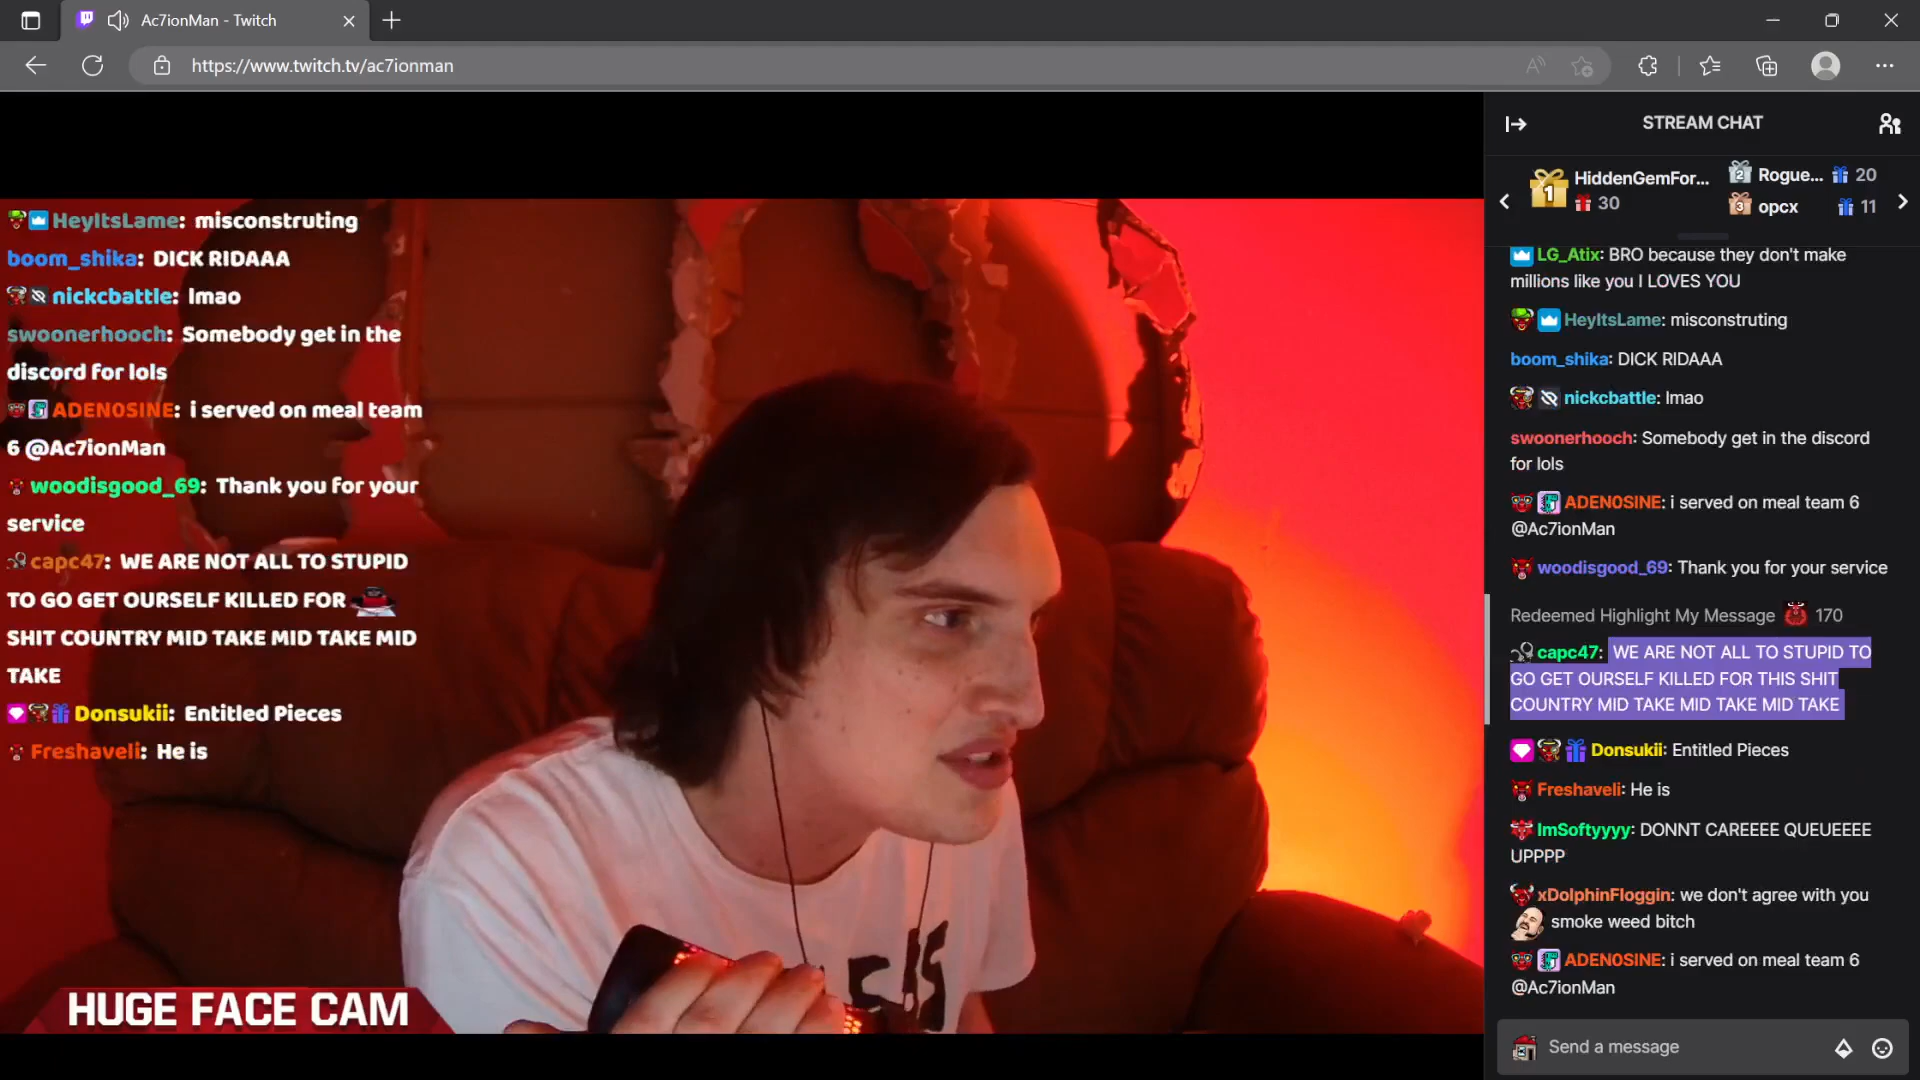 Ac7ionMan - Twitch
https://www.twitch.tv/ac7ionman
HeyItsLame: misconstruting
boom_shika: DICK RIDAAA
nickcbattle: lmao
swoonerhooch: Somebody get in the
discord for lols
ADEN0SINE: i served on meal team
6 @Ac7ionMan
woodisgood_69: Thank you for your
service
capc47: WE ARE NOT ALL TO STUPID
TO GO GET OURSELF KILLED FOR
SHIT COUNTRY MID TAKE MID TAKE MID
TAKE
Donsukii: Entitled Pieces
Freshaveli: He is
HUGE FACE CAM
STREAM CHAT
1 HiddenGemFor...
30
2 Rogue... 20
3 opcx 11
LG_Atix: BRO because they don't make
millions like you I LOVES YOU
HeyItsLame: misconstruting
boom_shika: DICK RIDAAA
nickcbattle: lmao
swoonerhooch: Somebody get in the discord
for lols
ADEN0SINE: i served on meal team 6
@Ac7ionMan
woodisgood_69: Thank you for your service
Redeemed Highlight My Message 170
capc47: WE ARE NOT ALL TO STUPID TO
GO GET OURSELF KILLED FOR THIS SHIT
COUNTRY MID TAKE MID TAKE MID TAKE
Donsukii: Entitled Pieces
Freshaveli: He is
ImSoftyyyy: DONNT CAREEEE QUEUEEEE
UPPPP
xDolphinFloggin: we don't agree with you
smoke weed bitch
ADEN0SINE: i served on meal team 6
@Ac7ionMan
Send a message